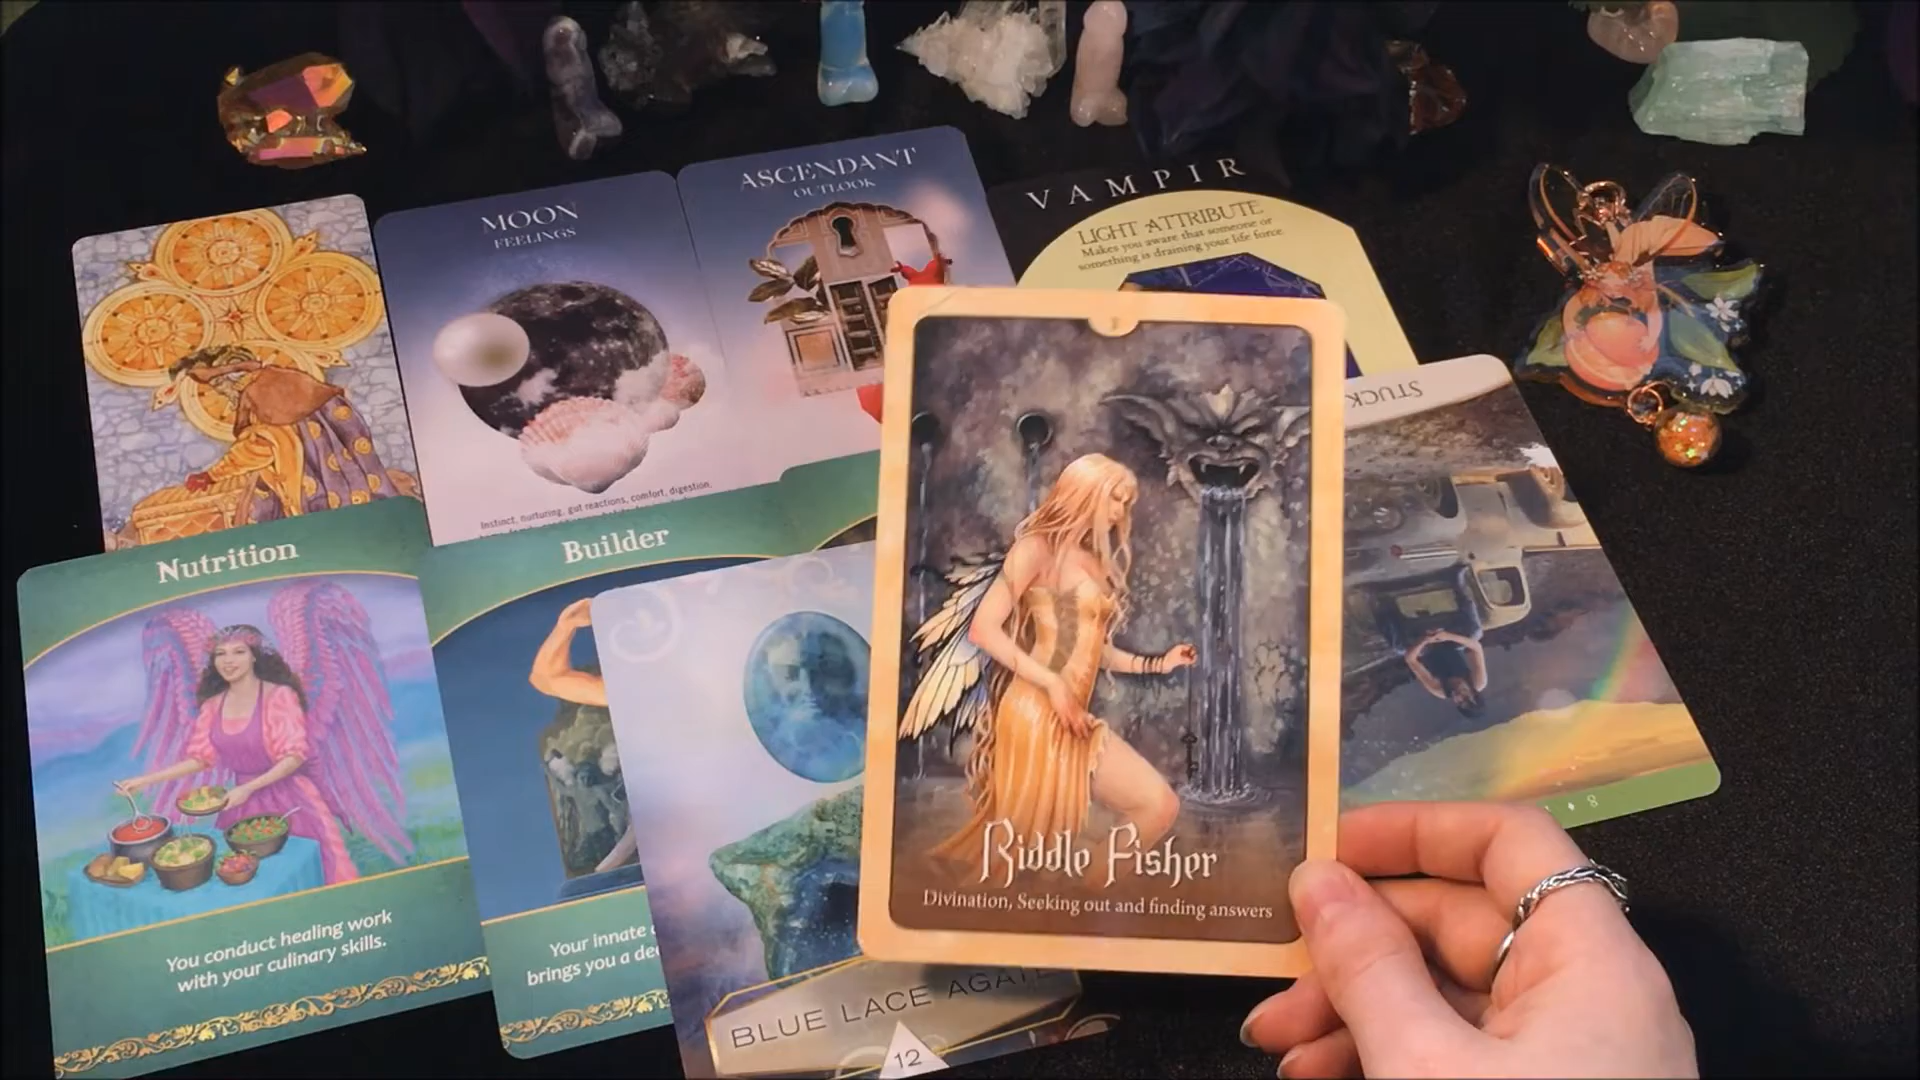 MOON
FEELINGS
Instinct, nurturing, gut reactions, comfort, digestion,
ASCENDANT
OUTLOOK
VAMPIR
LIGHT ATTRIBUTE
Makes you aware that someone or
something is draining your life force.
STUCK
8
Nutrition
You conduct healing work
with your culinary skills.
Builder
Your innate
brings you a
BLUE LACE AGATE
12
Riddle Fisher
Divination, Seeking out and finding answers